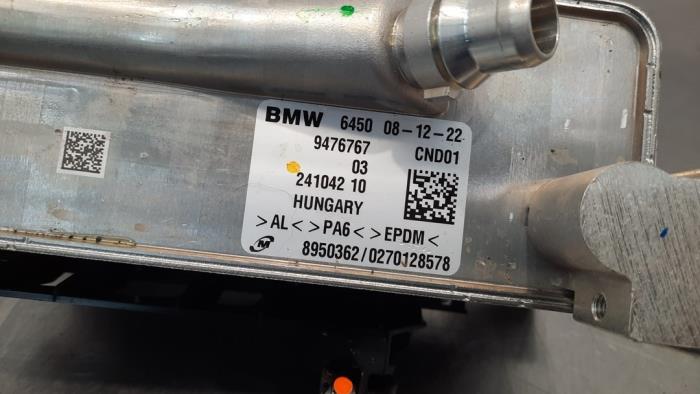 BMW 6450 08-12-22
9476767 CND01
03
241042 10
HUNGARY
>AL< >PA6< >EPDM<
8950362/0270128578